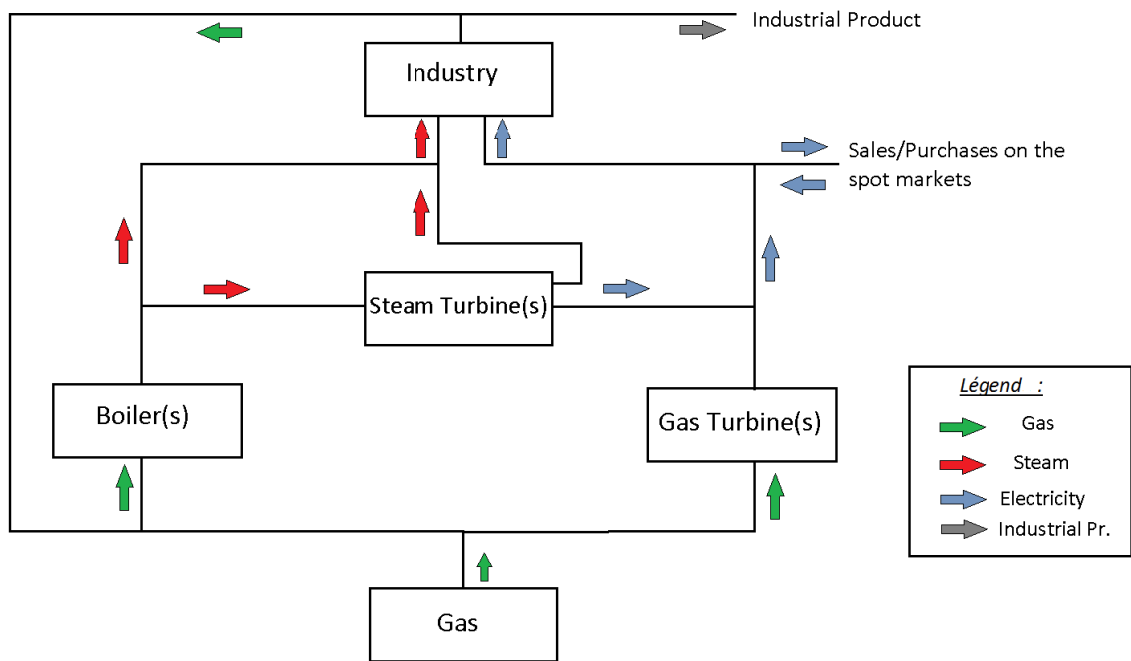 Industrial Product
Industry
Sales/Purchases on the
spot markets
Steam Turbine(s)
Boiler(s)
Gas Turbine(s)
Gas
Légend :
Gas
Steam
Electricity
Industrial Pr.